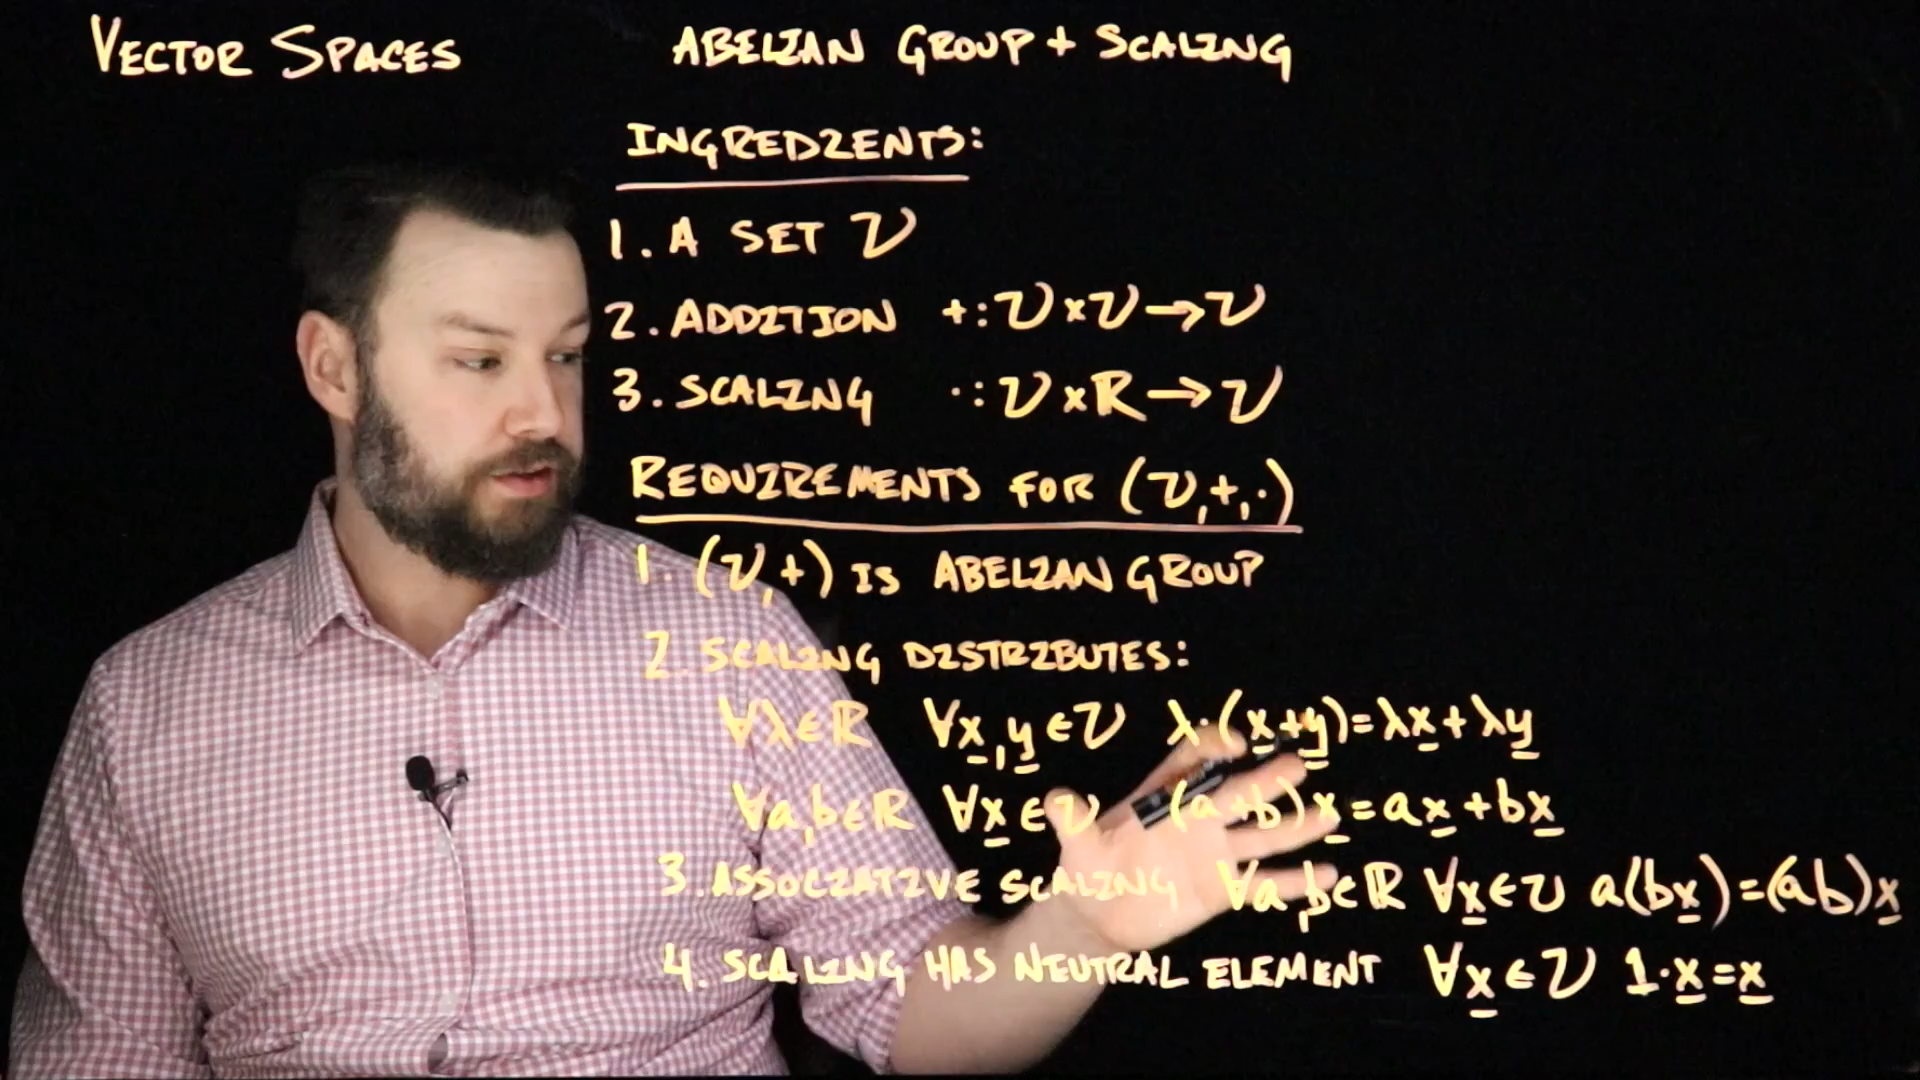 VECTOR SPACES
ABELIAN GROUP + SCALING
INGREDIENTS:
1. A SET V
2. ADDITION +: V × V → V
3. SCALING ·: V × ℝ → V
REQUIREMENTS FOR (V, +, ·)
1. (V, +) IS ABELIAN GROUP
2. SCALING DISTRIBUTES:
∀λ∈ℝ ∀x, y ∈ V λ·(x+y)=λx+λy
∀a,b∈ℝ ∀x∈V (a+b)x=ax+bx
3. ASSOCIATIVE SCALING ∀a,b∈ℝ ∀x∈V a(bx)=(ab)x
4. SCALING HAS NEUTRAL ELEMENT ∀x∈V 1·x=x